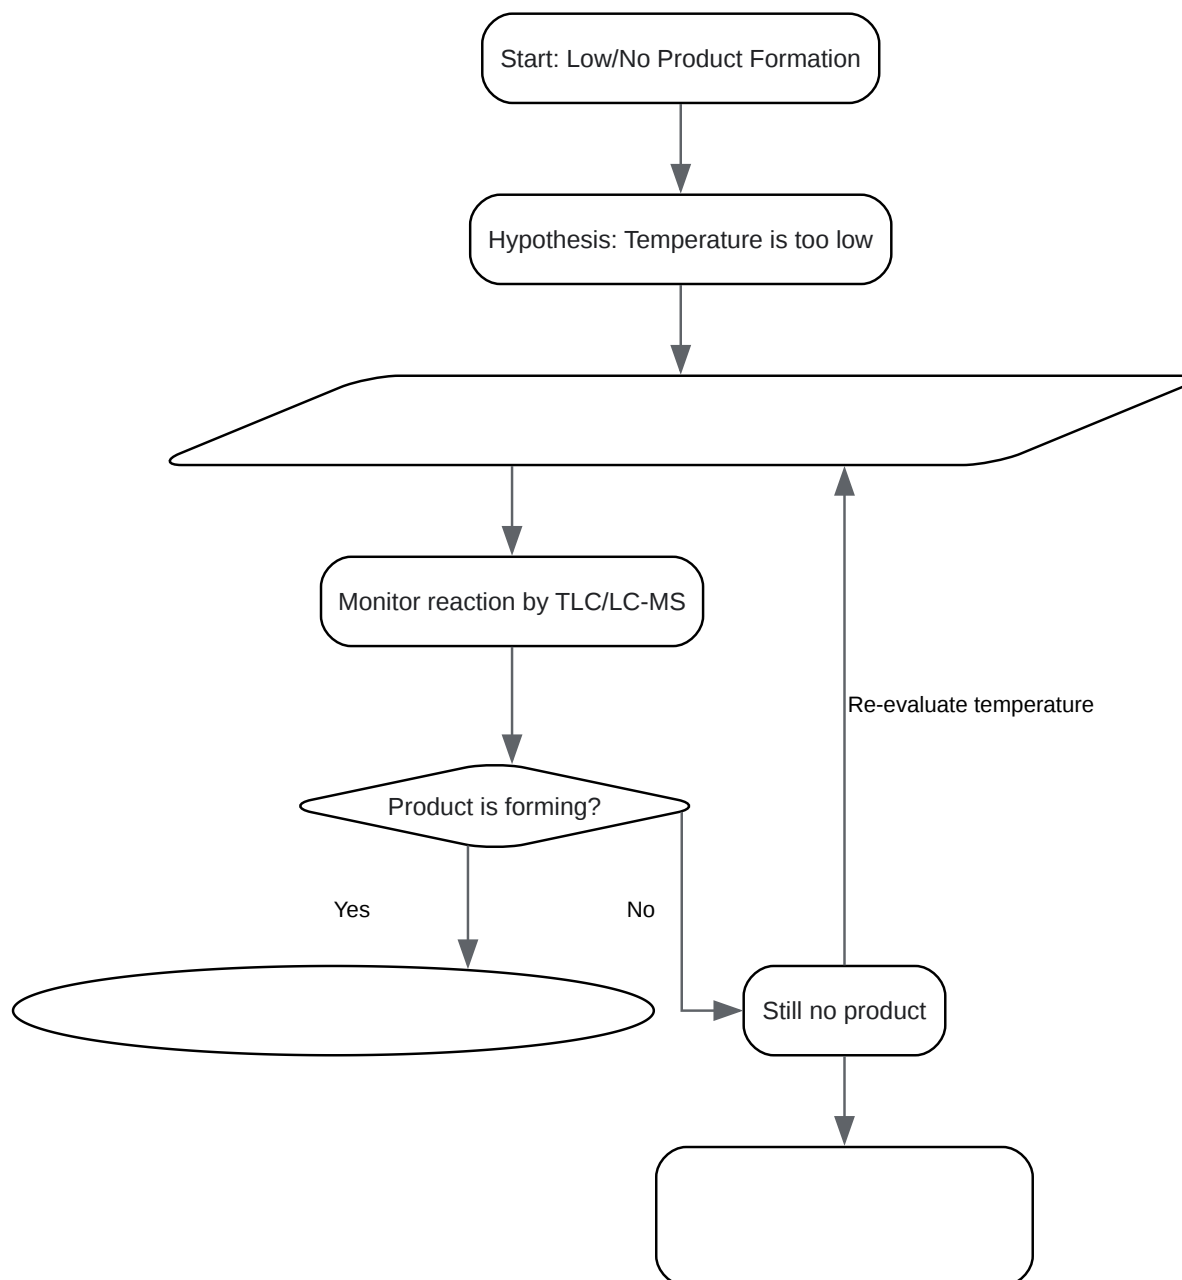 Start: Low/No Product Formation
Hypothesis: Temperature is too low
Monitor reaction by TLC/LC-MS
Re-evaluate temperature
Product is forming?
Yes
No
Still no product